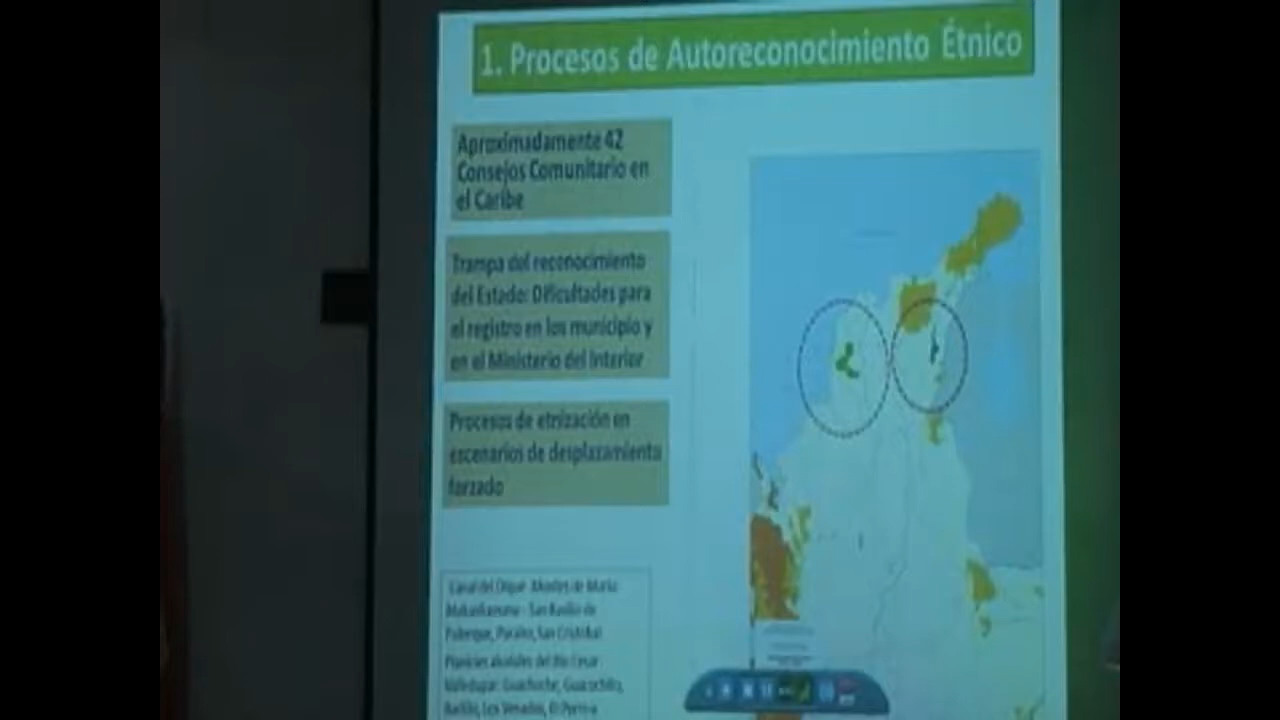 1. Procesos de Autoreconocimiento Étnico
Aproximadamente 42
Consejos Comunitario en
el Caribe
Trampa del reconocimiento
del Estado: Dificultades para
el registro en los municipio y
en el Ministerio del Interior
Procesos de etnización en
escenarios de desplazamiento
forzado
Canal del Dique Montes de María
San Basilio de
Palenque, Paraíso, San Cristóbal
Planicies aluviales del Río Cesar
Valledupar: Guacoche, Guacochito,
Badillo, Los Venados, El Perro